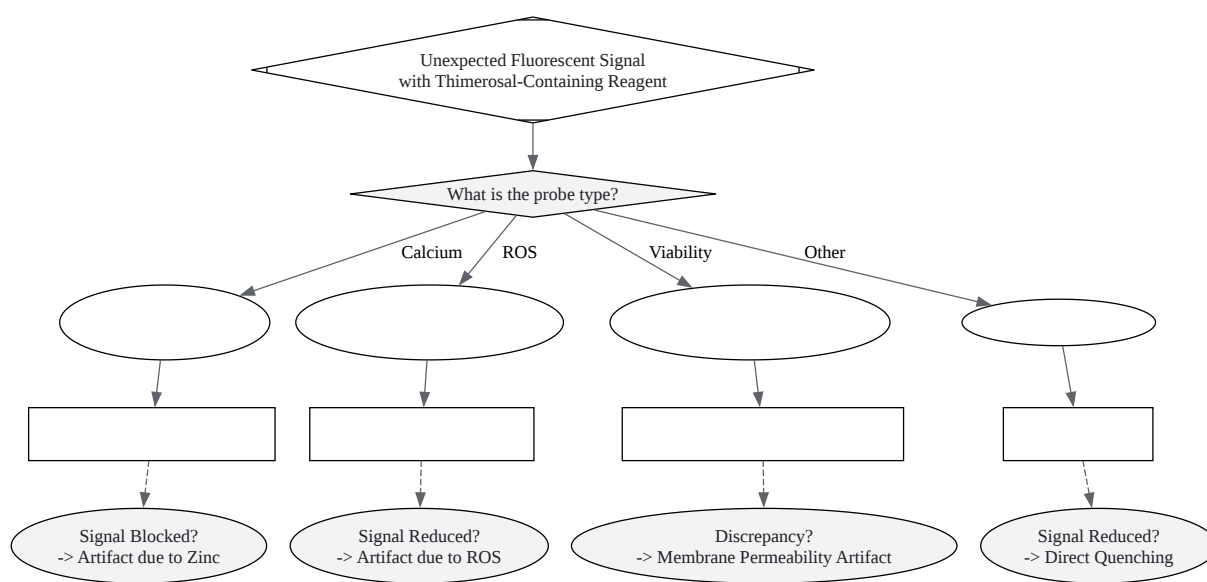 Unexpected Fluorescent Signal
with Thimerosal-Containing Reagent
What is the probe type?
Calcium
ROS
Viability
Other
Signal Blocked?
-> Artifact due to Zinc
Signal Reduced?
-> Artifact due to ROS
Discrepancy?
-> Membrane Permeability Artifact
Signal Reduced?
-> Direct Quenching